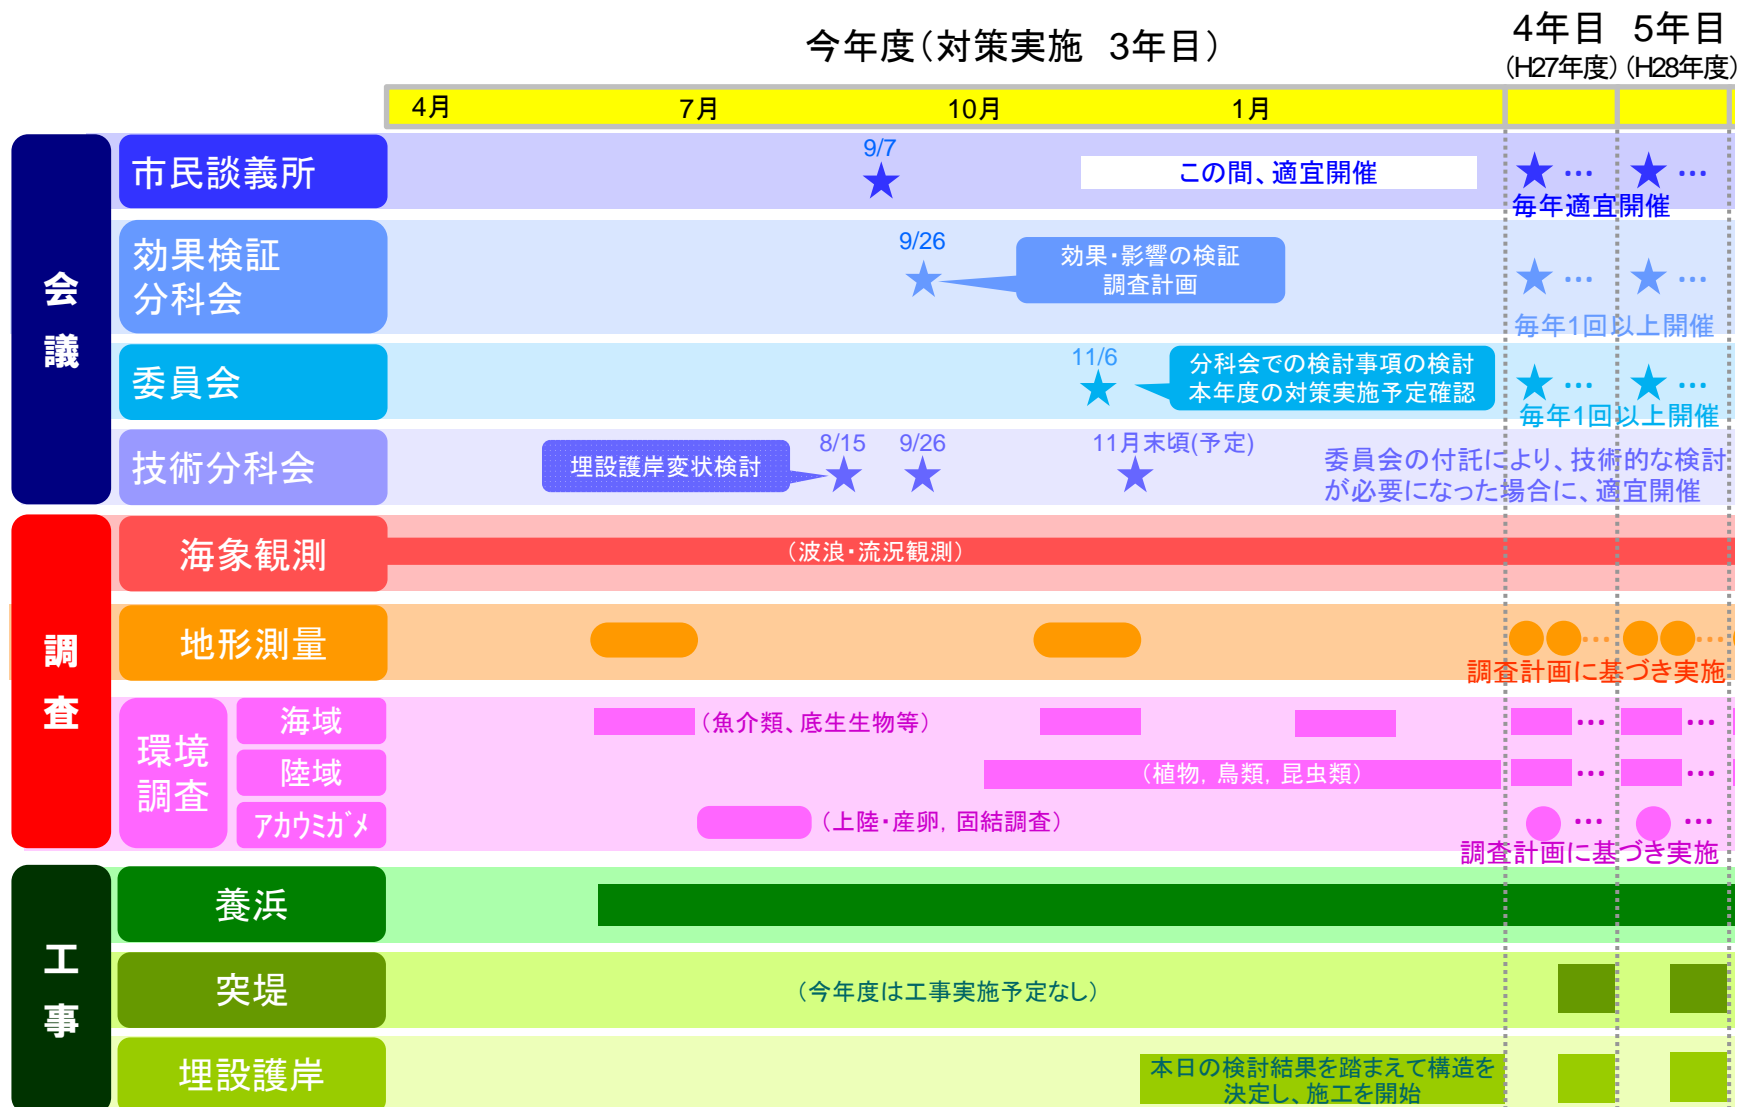 今年度(対策実施　3年目)
4年目
(H27年度)
5年目
(H28年度)
4月
7月
10月
1月
会議
市民談義所
9/7
この間、適宜開催
★…
★…
毎年適宜開催
効果検証
分科会
9/26
効果・影響の検証
調査計画
★…
★…
毎年1回以上開催
委員会
11/6
分科会での検討事項の検討
本年度の対策実施予定確認
★…
★…
毎年1回以上開催
技術分科会
埋設護岸変状検討
8/15
9/26
11月末頃(予定)
委員会の付託により、技術的な検討
が必要になった場合に、適宜開催
調査
海象観測
(波浪・流況観測)
地形測量
●●…
●●…
調査計画に基づき実施
環境
調査
海域
(魚介類、底生生物等)
陸域
(植物, 鳥類, 昆虫類)
アカウミガメ
(上陸・産卵, 固結調査)
調査計画に基づき実施
工事
養浜
突堤
(今年度は工事実施予定なし)
埋設護岸
本日の検討結果を踏まえて構造を
決定し、施工を開始